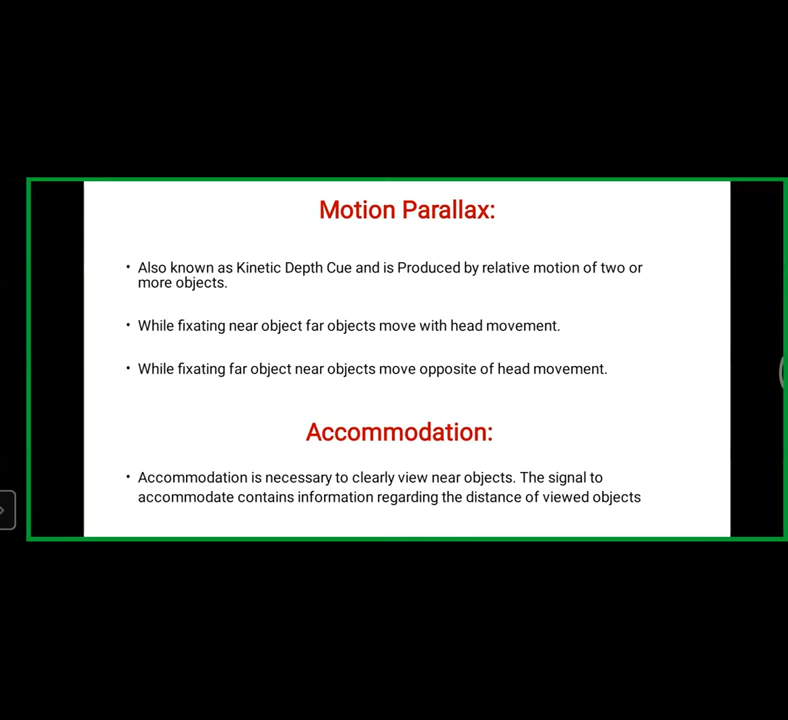 Motion Parallax:
• Also known as Kinetic Depth Cue and is Produced by relative motion of two or
more objects.
• While fixating near object far objects move with head movement.
• While fixating far object near objects move opposite of head movement.
Accommodation:
• Accommodation is necessary to clearly view near objects. The signal to
accommodate contains information regarding the distance of viewed objects